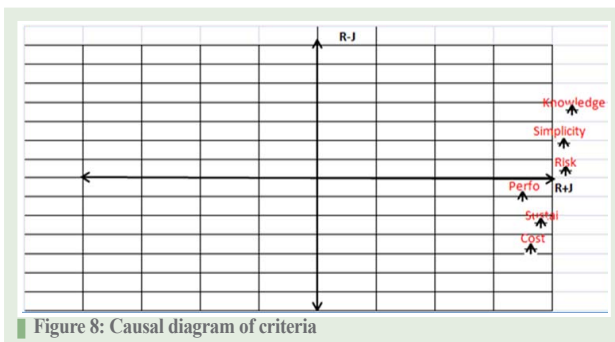 R-J
Knowledge
Simplicity
Risk
Perfo
R+J
Sustai
Cost
Figure 8: Causal diagram of criteria